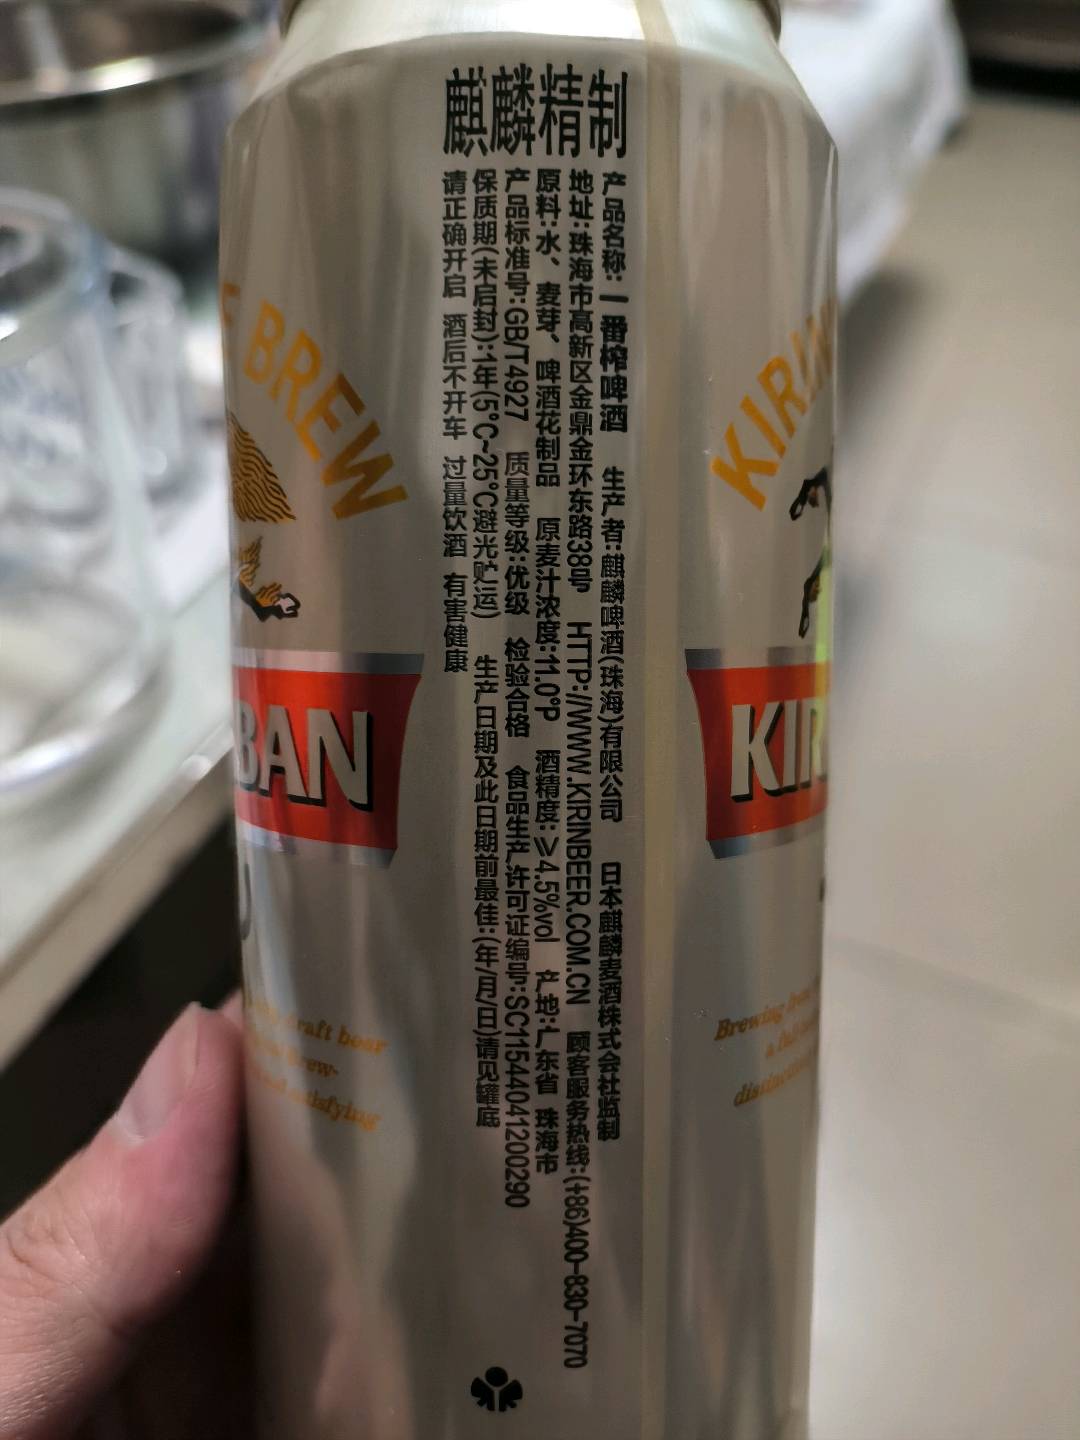 麒麟精制
产品名称:一番榨啤酒 生产者:麒麟啤酒(珠海)有限公司 日本麒麟麦酒株式会社监制
地址:珠海市高新区金鼎金环东路38号 HTTP://WWW.KIRINBEER.COM.CN 顾客服务热线:(+86)400-830-7070
原料:水、麦芽、啤酒花制品 原麦汁浓度:11.0°P 酒精度:≥4.5%vol 产地:广东省 珠海市
产品标准号:GB/T4927 质量等级:优级 检验合格 食品生产许可证编号:SC11544041200290
保质期(未启封):1年(5°C~25°C避光贮运) 生产日期及此日期前最佳:(年/月/日)请见罐底
请正确开启 酒后不开车 过量饮酒 有害健康
BREW
BAN
draft beer
Brew-
and satisfying
KIRIN
KIR
Brewing
a full